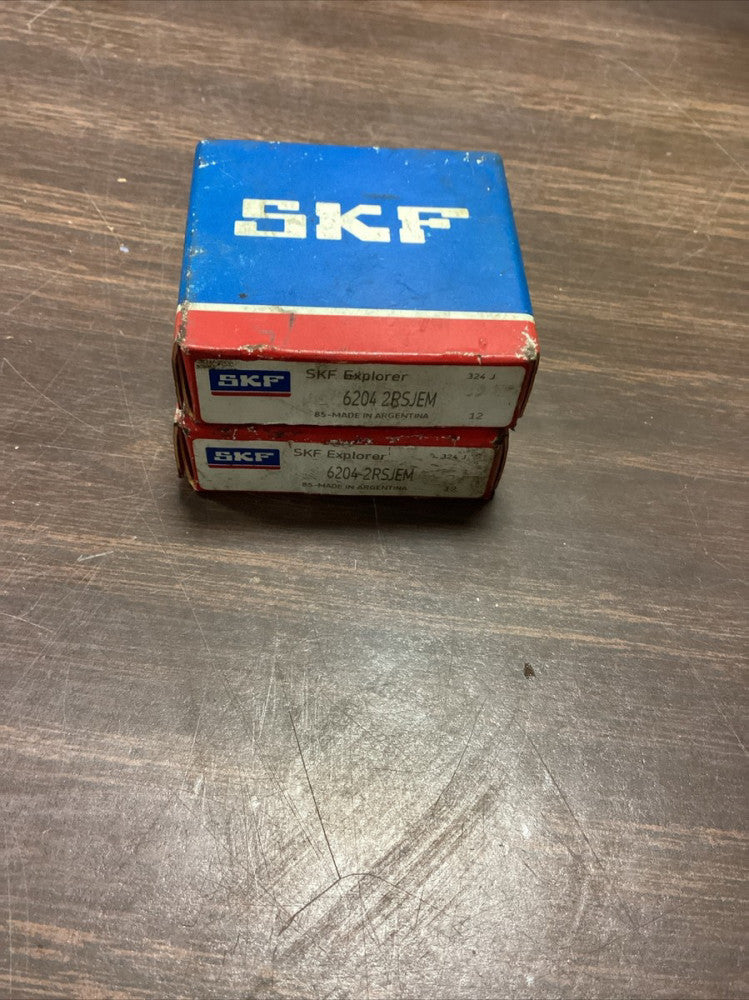 SKF
SKF SKF Explorer 324 J
6204 2RSJEM
85-MADE IN ARGENTINA 12
SKF SKF Explorer 324 J
6204-2RSJEM
85-MADE IN ARGENTINA 12